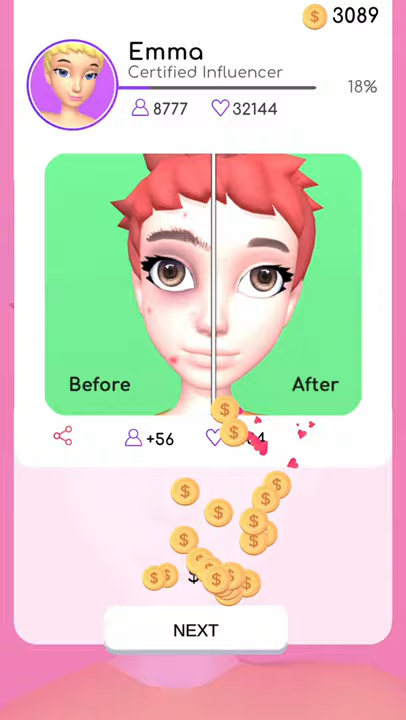 3089
Emma
Certified Influencer
18%
8777 32144
Before After
+56
NEXT